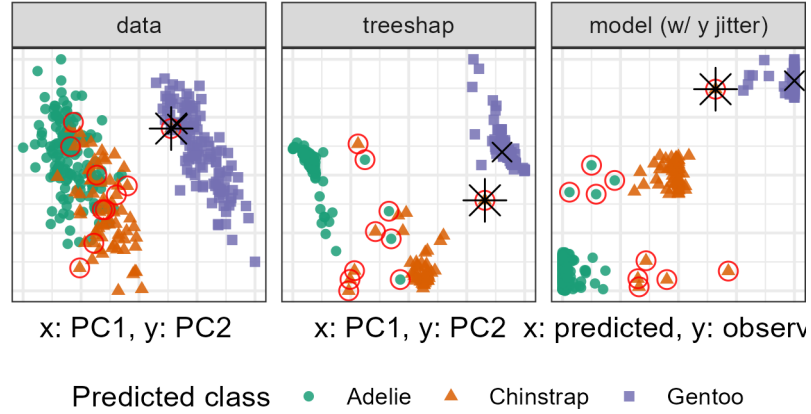 data
treeshap
model (w/ y jitter)
x: PC1, y: PC2
x: PC1, y: PC2
x: predicted, y: observ
Predicted class
Adelie
Chinstrap
Gentoo